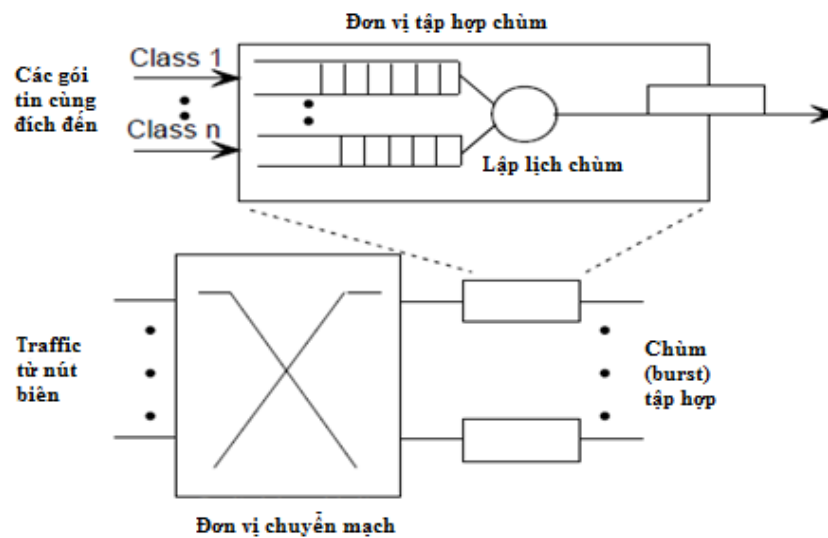 Đơn vị tập hợp chùm
Class 1
Các gói
tin cùng
đích đến
Class n
Lập lịch chùm
Traffic
từ nút
biên
Chùm
(burst)
tập hợp
Đơn vị chuyển mạch